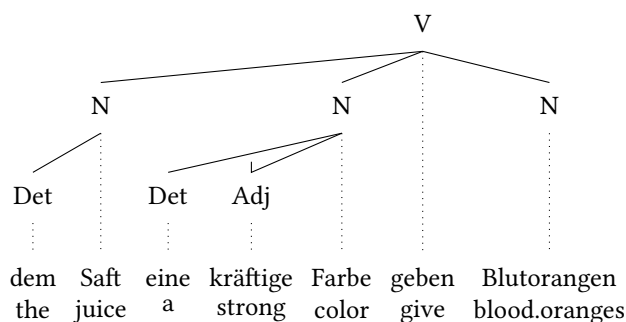 V
N N N
Det Det Adj
dem Saft eine kräftige Farbe geben Blutorangen
the juice a strong color give blood.oranges